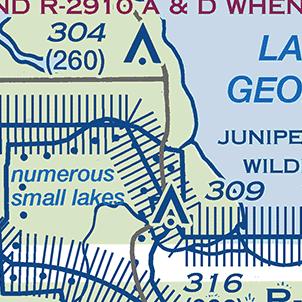 ND R-2910 A & D WHEN
304
(260)
LA
GEO
JUNIPE
WILD
numerous
small lakes
309
316